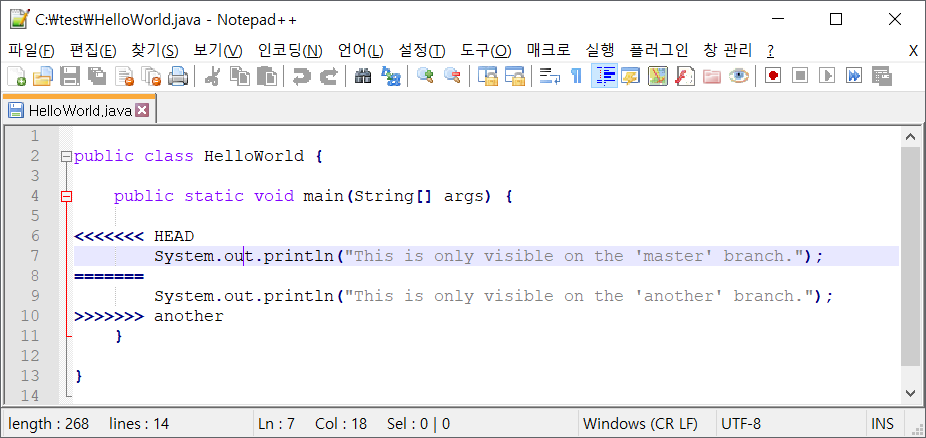 C:₩test₩HelloWorld.java - Notepad++
파일(F) 편집(E) 찾기(S) 보기(V) 인코딩(N) 언어(L) 설정(T) 도구(O) 매크로 실행 플러그인 창 관리 ? X
HelloWorld.java
1
2 public class HelloWorld {
3
4     public static void main(String[] args) {
5
6 <<<<<<< HEAD
7         System.out.println("This is only visible on the 'master' branch.");
8 =======
9         System.out.println("This is only visible on the 'another' branch.");
10 >>>>>>> another
11     }
12
13 }
14
length : 268 lines : 14 Ln : 7 Col : 18 Sel : 0 | 0 Windows (CR LF) UTF-8 INS